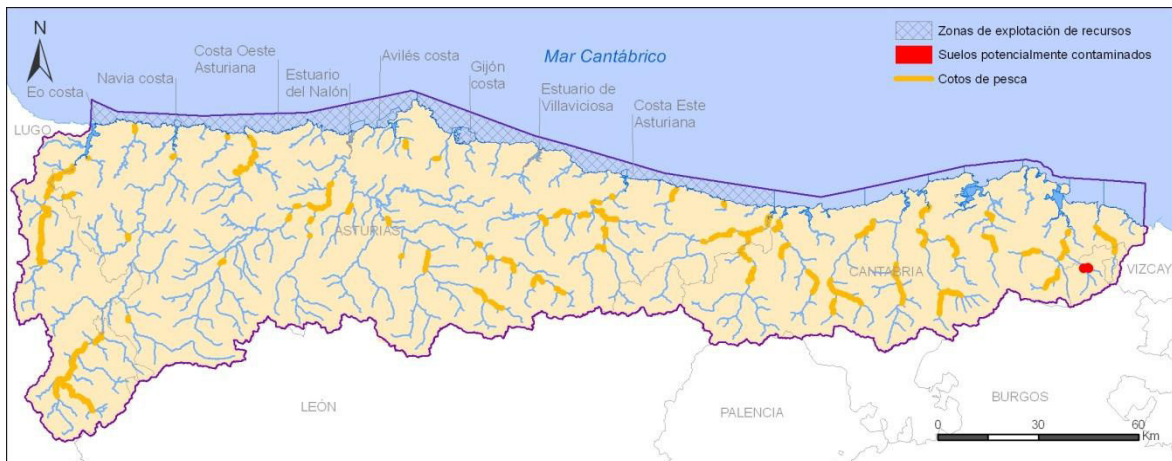 N
Eo costa
Navia costa
Costa Oeste
Asturiana
Estuario
del Nalón
Avilés costa
Gijón
costa
Mar Cantábrico
Estuario de
Villaviciosa
Costa Este
Asturiana
Zonas de explotación de recursos
Suelos potencialmente contaminados
Cotos de pesca
LUGO
ASTURIAS
CANTABRIA
VIZCAY
LEÓN
PALENCIA
BURGOS
0 30 60
Km